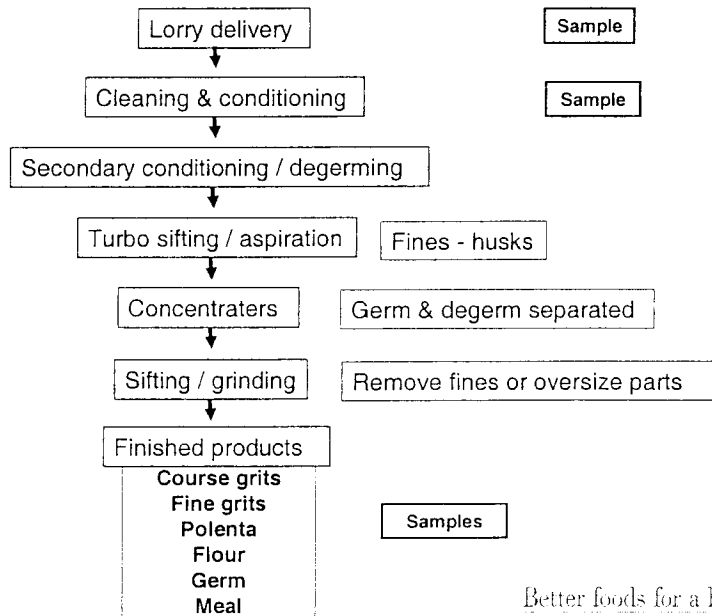 Lorry delivery
Sample
Cleaning & conditioning
Sample
Secondary conditioning / degerming
Turbo sifting / aspiration
Fines - husks
Concentraters
Germ & degerm separated
Sifting / grinding
Remove fines or oversize parts
Finished products
Course grits
Fine grits
Polenta
Samples
Flour
Germ
Meal
Better foods for a